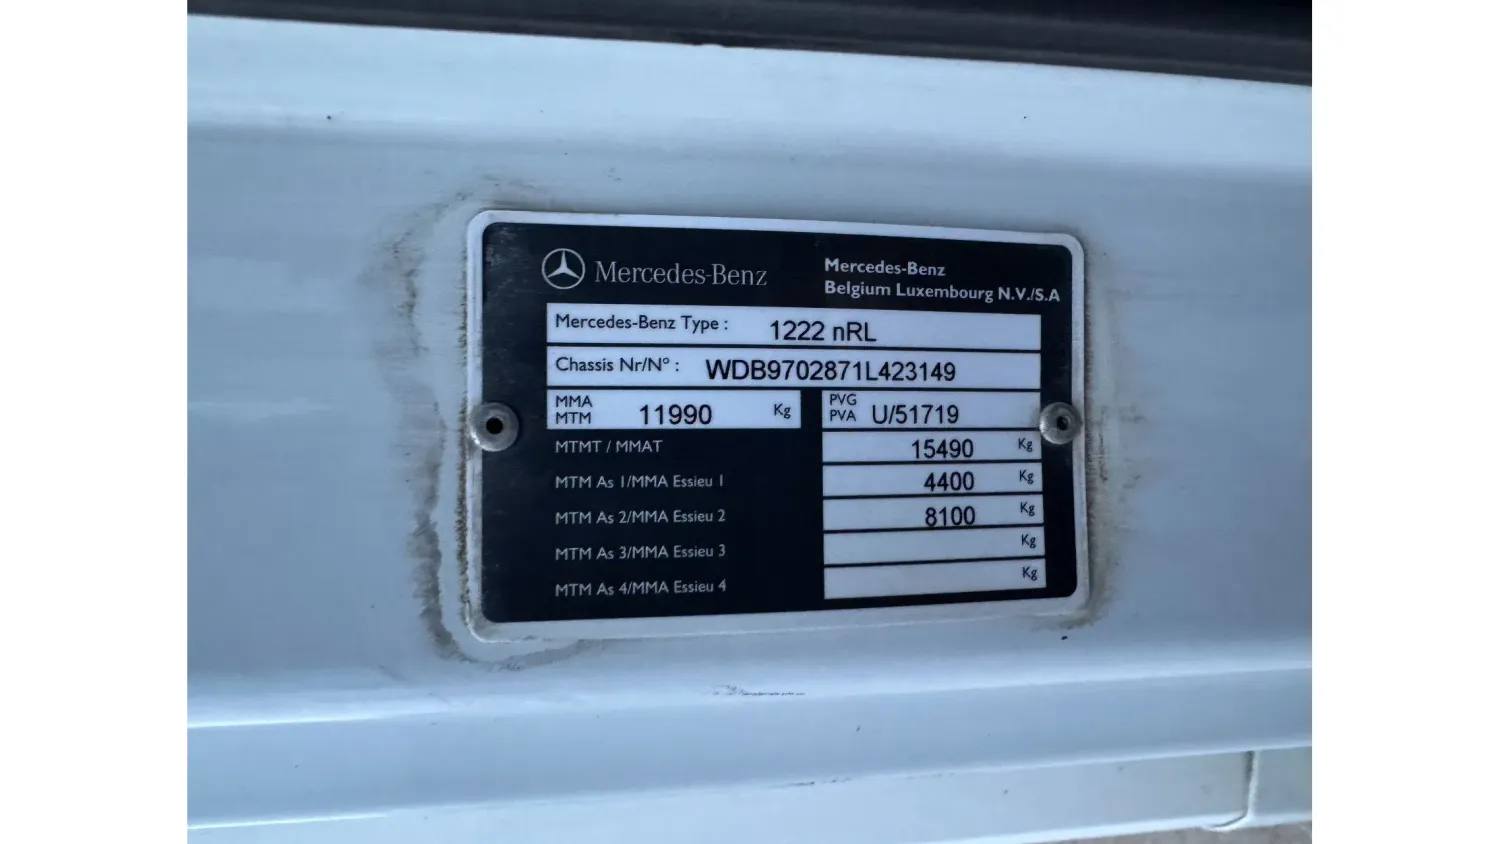 Mercedes-Benz
Mercedes-Benz
Belgium Luxembourg N.V./S.A
Mercedes-Benz Type : 1222 nRL
Chassis Nr/N° : WDB9702871L423149
MMA
MTM 11990 Kg
PVG
PVA U/51719
MTMT / MMAT 15490 Kg
MTM As 1/MMA Essieu 1 4400 Kg
MTM As 2/MMA Essieu 2 8100 Kg
MTM As 3/MMA Essieu 3 Kg
MTM As 4/MMA Essieu 4 Kg